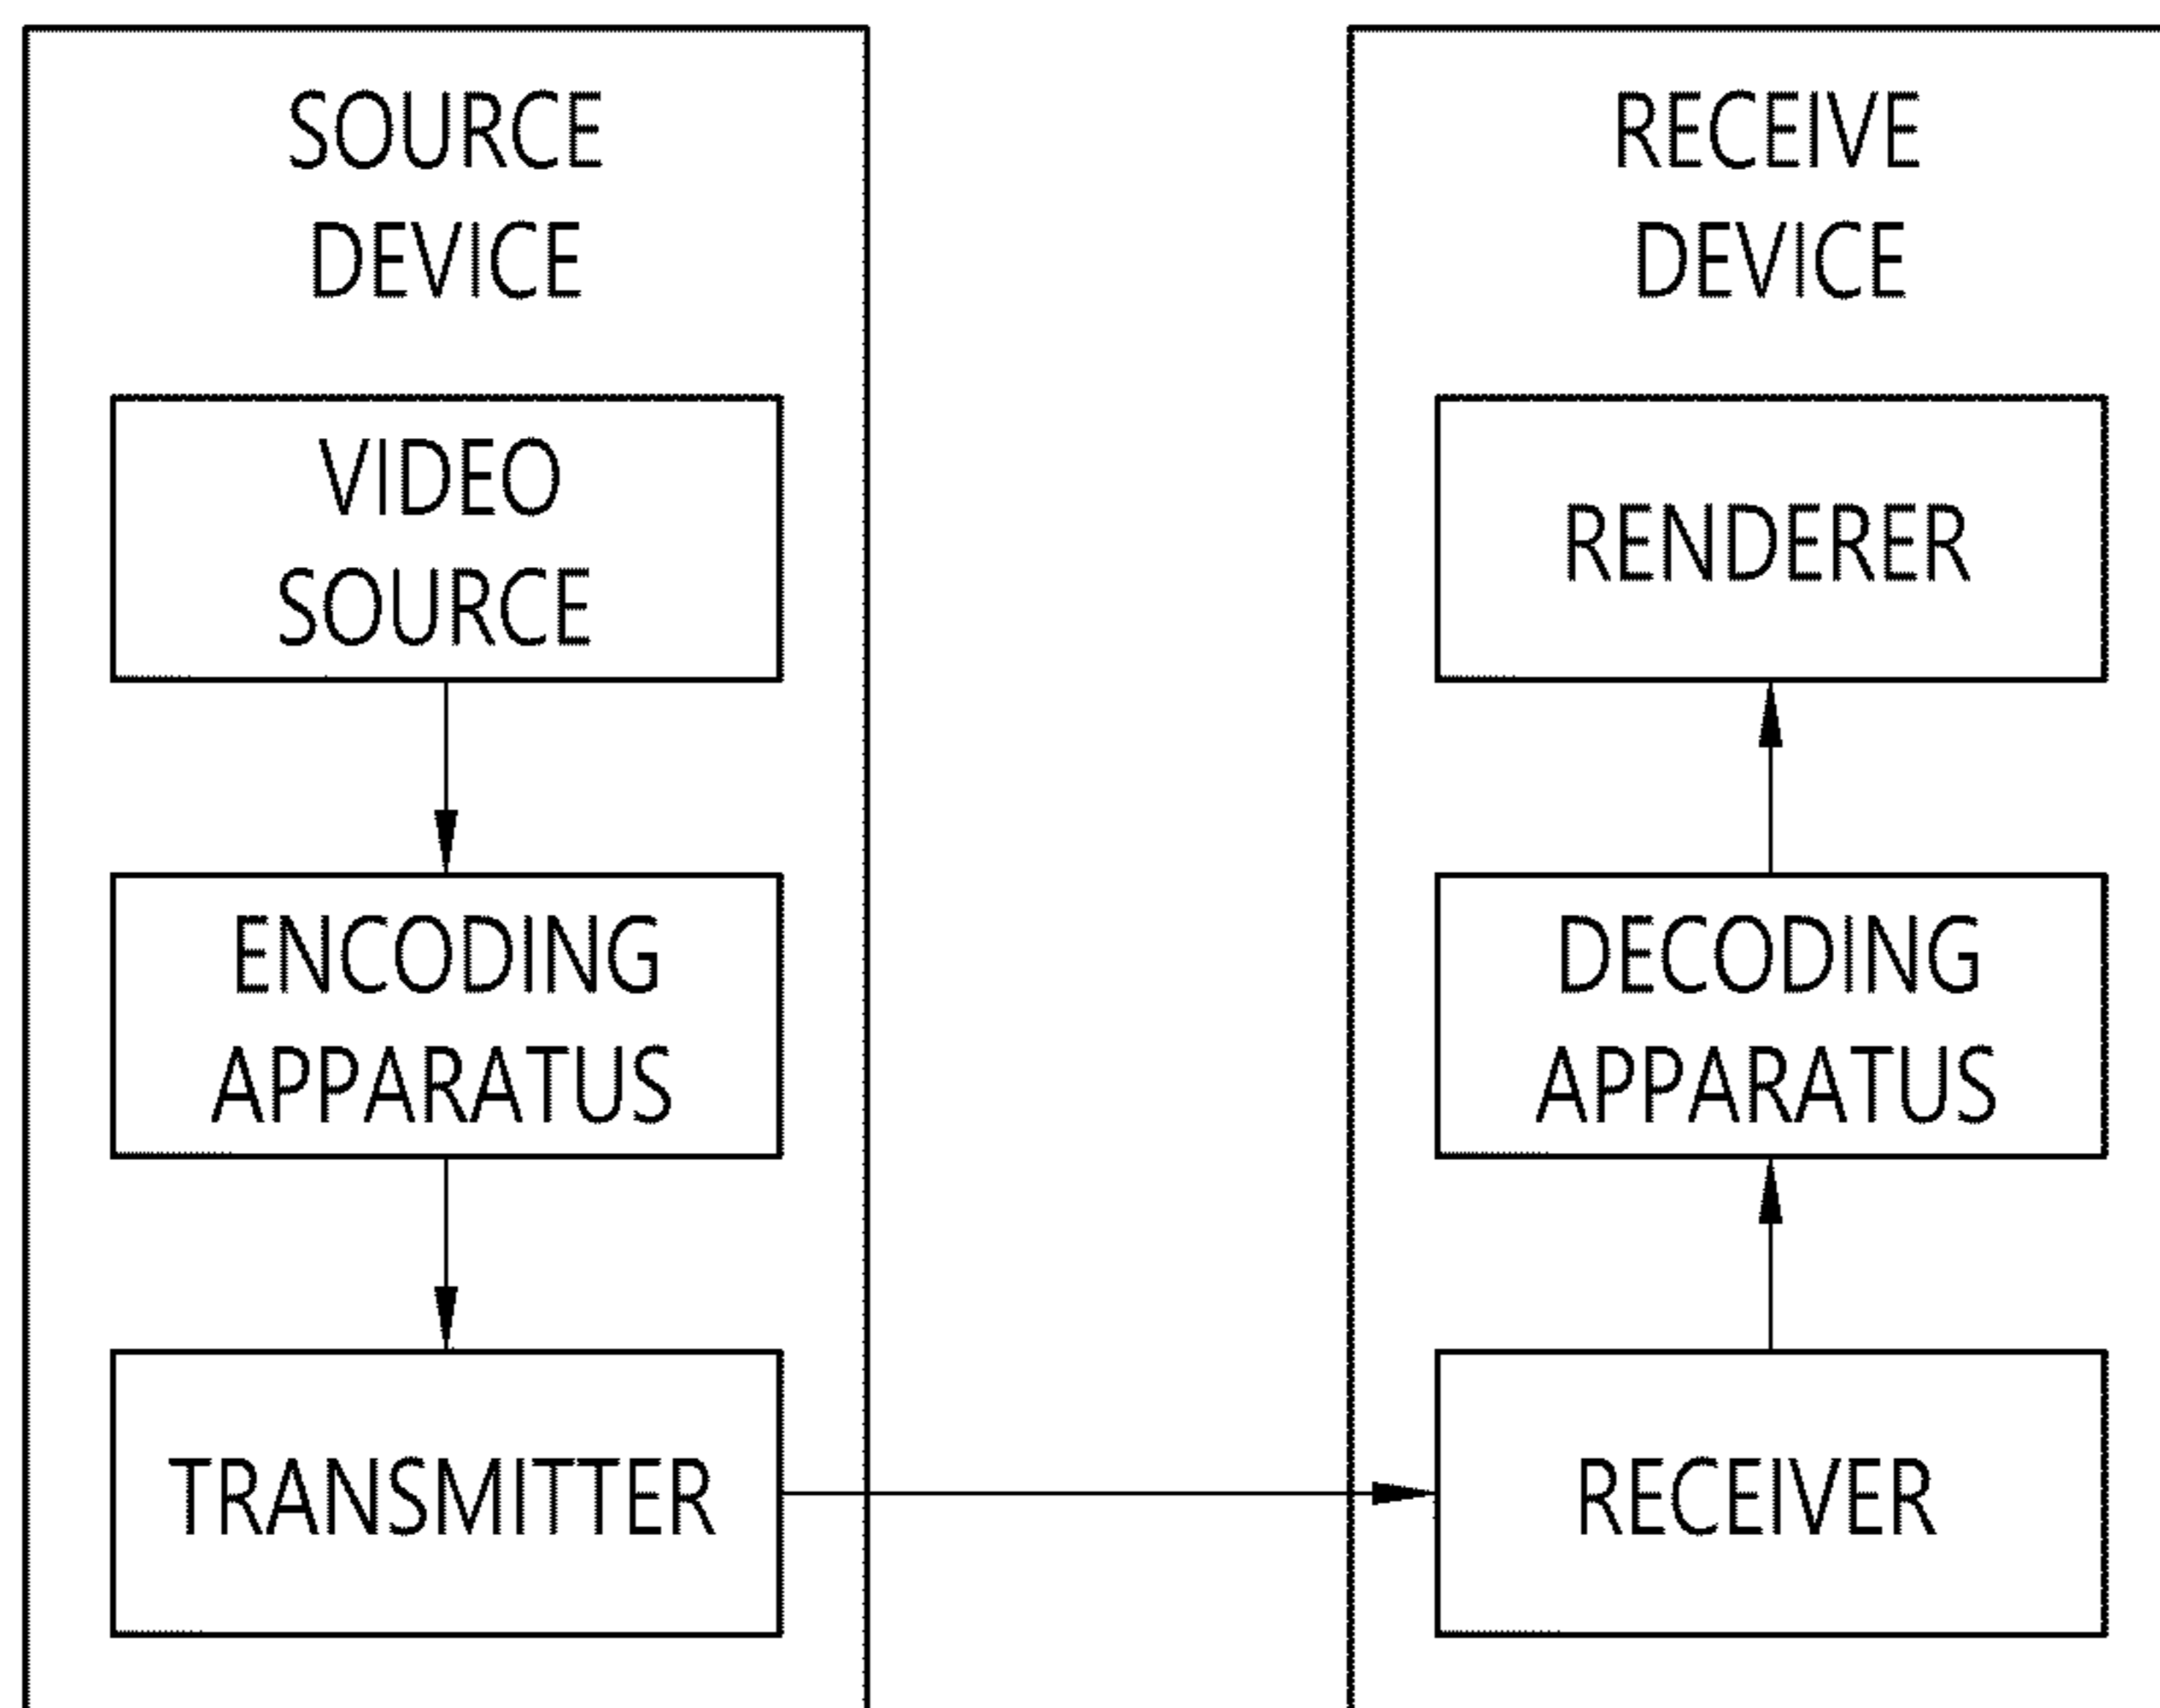 SOURCE
DEVICE
VIDEO
SOURCE
ENCODING
APPARATUS
TRANSMITTER
RECEIVE
DEVICE
RENDERER
DECODING
APPARATUS
RECEIVER